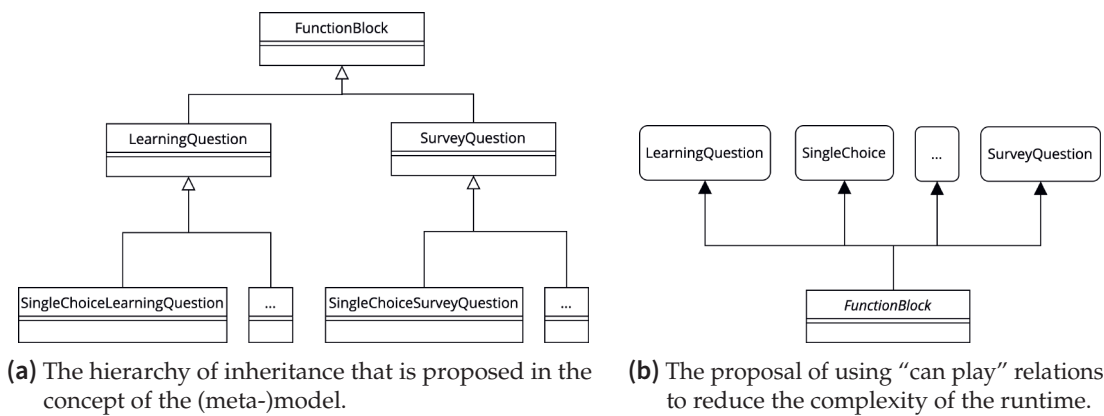 FunctionBlock
LearningQuestion
SurveyQuestion
SingleChoiceLearningQuestion
...
SingleChoiceSurveyQuestion
...
(a) The hierarchy of inheritance that is proposed in the
concept of the (meta-)model.
LearningQuestion
SingleChoice
...
SurveyQuestion
FunctionBlock
(b) The proposal of using “can play” relations
to reduce the complexity of the runtime.